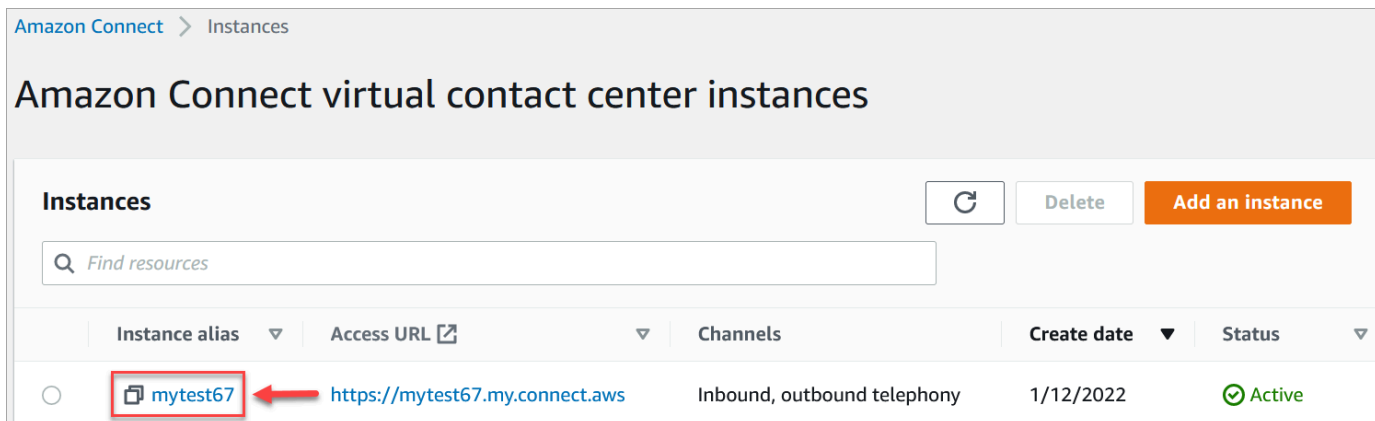 Amazon Connect > Instances
Amazon Connect virtual contact center instances
Instances
Delete
Add an instance
Find resources
Instance alias
Access URL
Channels
Create date
Status
mytest67
https://mytest67.my.connect.aws
Inbound, outbound telephony
1/12/2022
Active